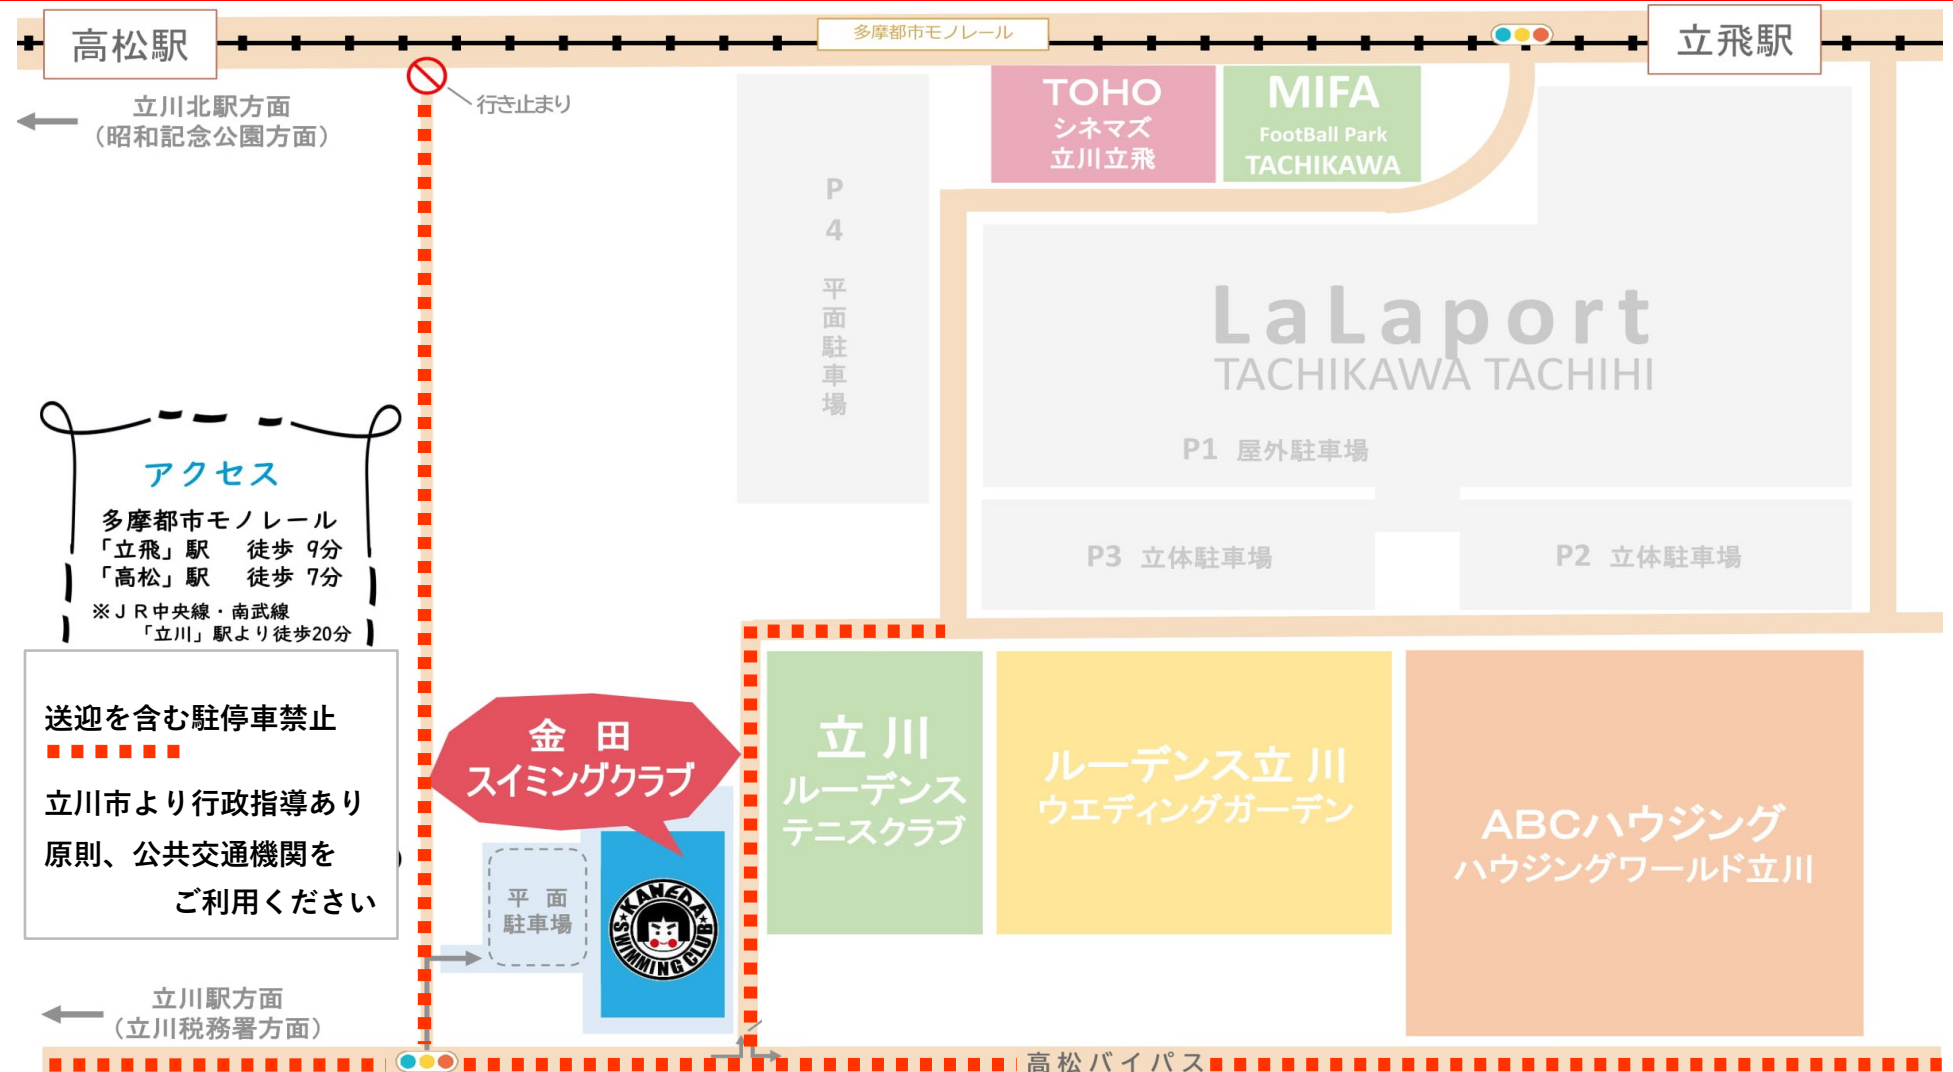 高松駅
多摩都市モノレール
立飛駅
立川北駅方面
（昭和記念公園方面）
行き止まり
TOHO
シネマズ
立川立飛
MIFA
FootBall Park
TACHIKAWA
P
4
平
面
駐
車
場
LaLaport
TACHIKAWA TACHIHI
P1 屋外駐車場
P3 立体駐車場
P2 立体駐車場
アクセス
多摩都市モノレール
「立飛」駅 徒歩 9分
「高松」駅 徒歩 7分
※ＪＲ中央線・南武線
「立川」駅より徒歩20分
送迎を含む駐停車禁止
立川市より行政指導あり
原則、公共交通機関を
ご利用ください
金田
スイミングクラブ
平面
駐車場
KANEDA
SWIMMING CLUB
立川
ルーデンス
テニスクラブ
ルーデンス立川
ウエディングガーデン
ABCハウジング
ハウジングワールド立川
立川駅方面
（立川税務署方面）
高松バイパス